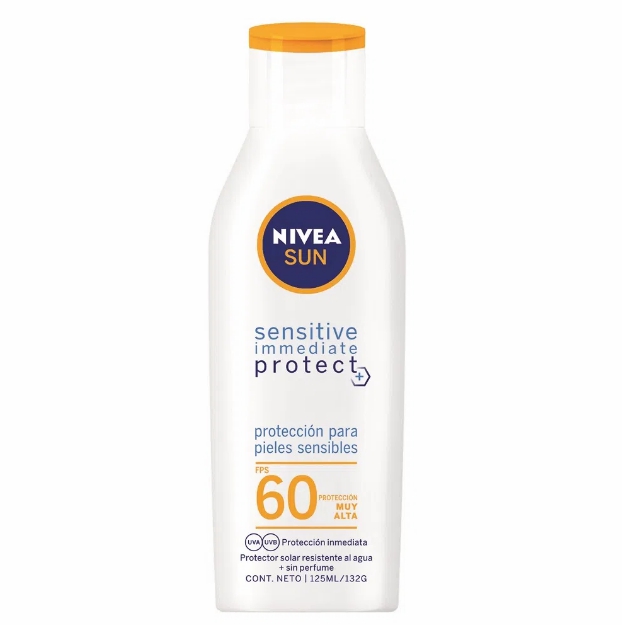 NIVEA
SUN
sensitive
immediate
protect+
protección para
pieles sensibles
FPS
60
PROTECCIÓN
MUY
ALTA
UVA UVB Protección inmediata
Protector solar resistente al agua
+ sin perfume
CONT. NETO | 125ML/132G